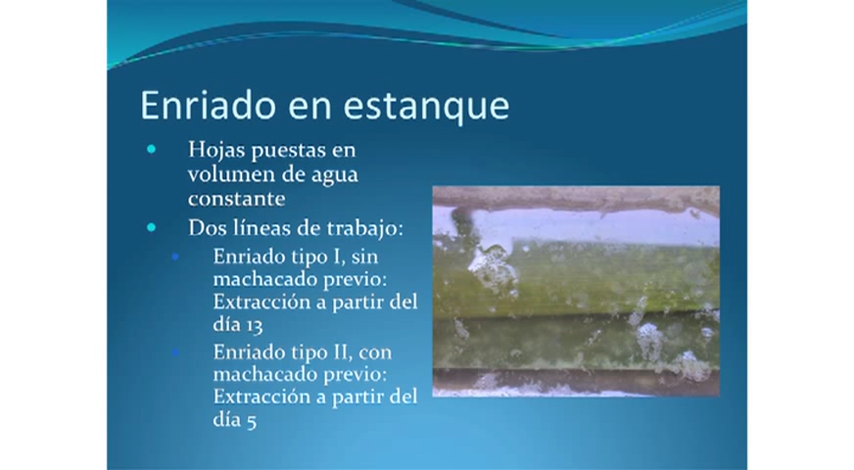 Enriado en estanque
Hojas puestas en
volumen de agua
constante
Dos líneas de trabajo:
Enriado tipo I, sin
machacado previo:
Extracción a partir del
día 13
Enriado tipo II, con
machacado previo:
Extracción a partir del
día 5